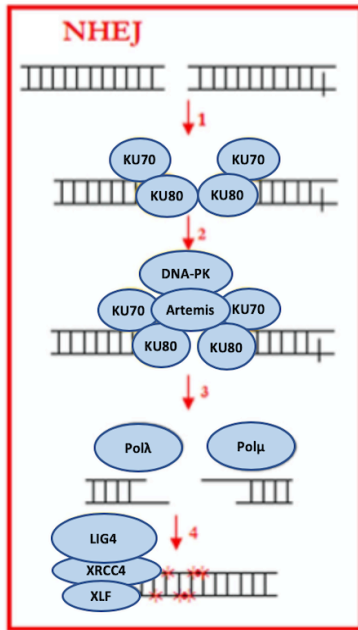 NHEJ
1
KU70 KU70
KU80 KU80
2
DNA-PK
KU70 Artemis KU70
KU80 KU80
3
Polλ Polμ
4
LIG4
XRCC4
XLF